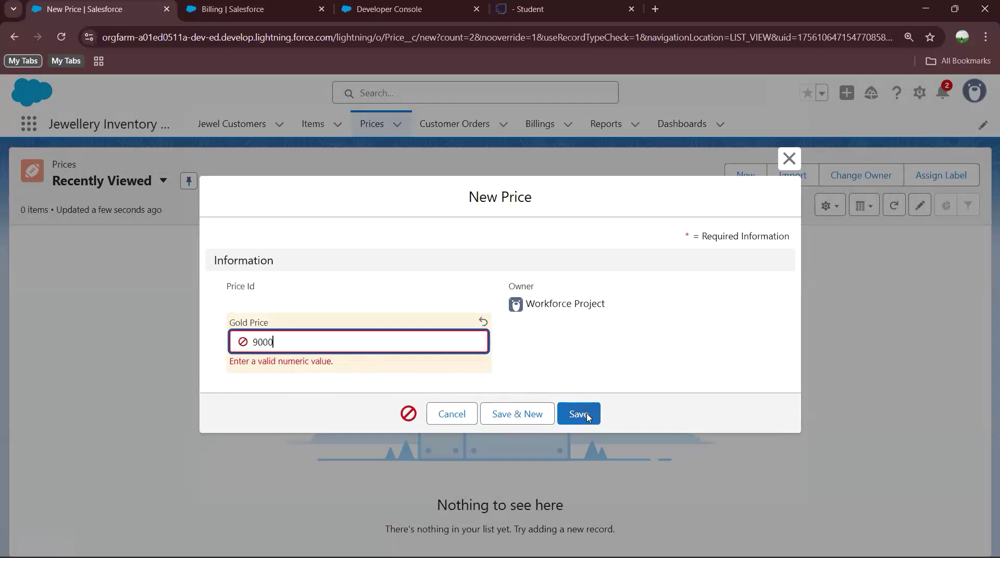 New Price | Salesforce
Billing | Salesforce
Developer Console
- Student
orgfarm-a01ed0511a-dev-ed.develop.lightning.force.com/lightning/o/Price__c/new?count=2&nooverride=1&useRecordTypeCheck=1&navigationLocation=LIST_VIEW&uid=175610647154770858...
My Tabs
My Tabs
All Bookmarks
Search...
2
Jewellery Inventory ...
Jewel Customers
Items
Prices
Customer Orders
Billings
Reports
Dashboards
Prices
Recently Viewed
New
Import
Change Owner
Assign Label
0 items • Updated a few seconds ago
New Price
* = Required Information
Information
Price Id
Owner
Workforce Project
Gold Price
9000
Enter a valid numeric value.
Cancel
Save & New
Save
Nothing to see here
There's nothing in your list yet. Try adding a new record.